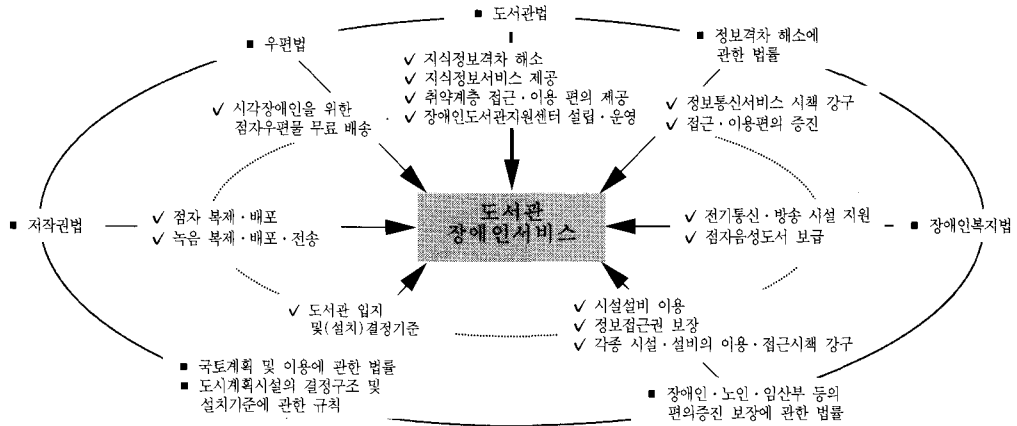 ■ 도서관법
✓ 지식정보격차 해소
✓ 지식정보서비스 제공
✓ 취약계층 접근·이용 편의 제공
✓ 장애인도서관지원센터 설립·운영
■ 우편법
✓ 시각장애인을 위한
점자우편물 무료 배송
■ 정보격차 해소에
관한 법률
✓ 정보통신서비스 시책 강구
✓ 접근·이용편의 증진
■ 저작권법
✓ 점자 복제·배포
✓ 녹음 복제·배포·전송
도서관
장애인서비스
✓ 전기통신·방송 시설 지원
✓ 점자음성도서 보급
■ 장애인복지법
✓ 도서관 입지
및(설치)결정기준
■ 국토계획 및 이용에 관한 법률
■ 도시계획시설의 결정구조 및
설치기준에 관한 규칙
✓ 시설설비 이용
✓ 정보접근권 보장
✓ 각종 시설·설비의 이용·접근시책 강구
■ 장애인·노인·임산부 등의
편의증진 보장에 관한 법률